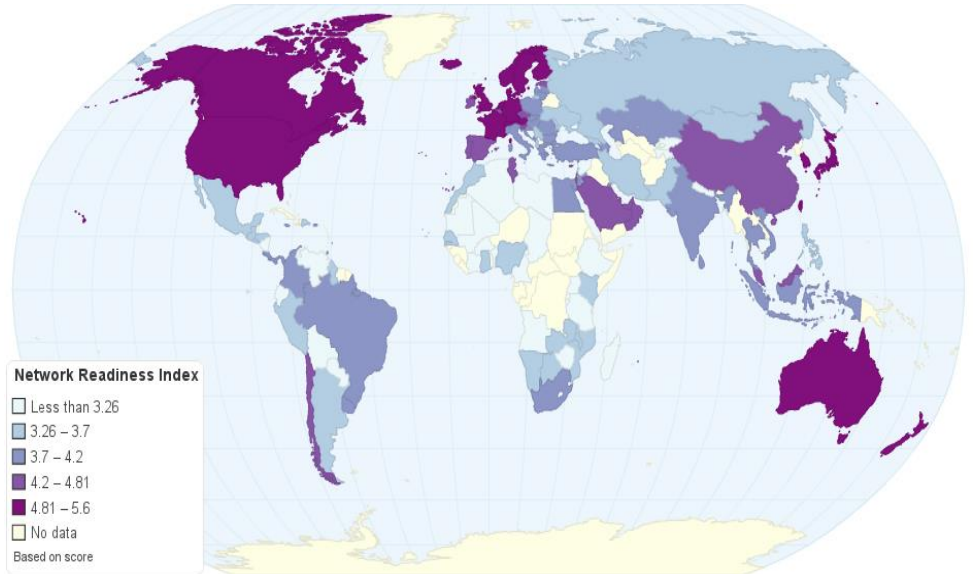 Network Readiness Index
Less than 3.26
3.26 – 3.7
3.7 – 4.2
4.2 – 4.81
4.81 – 5.6
No data
Based on score